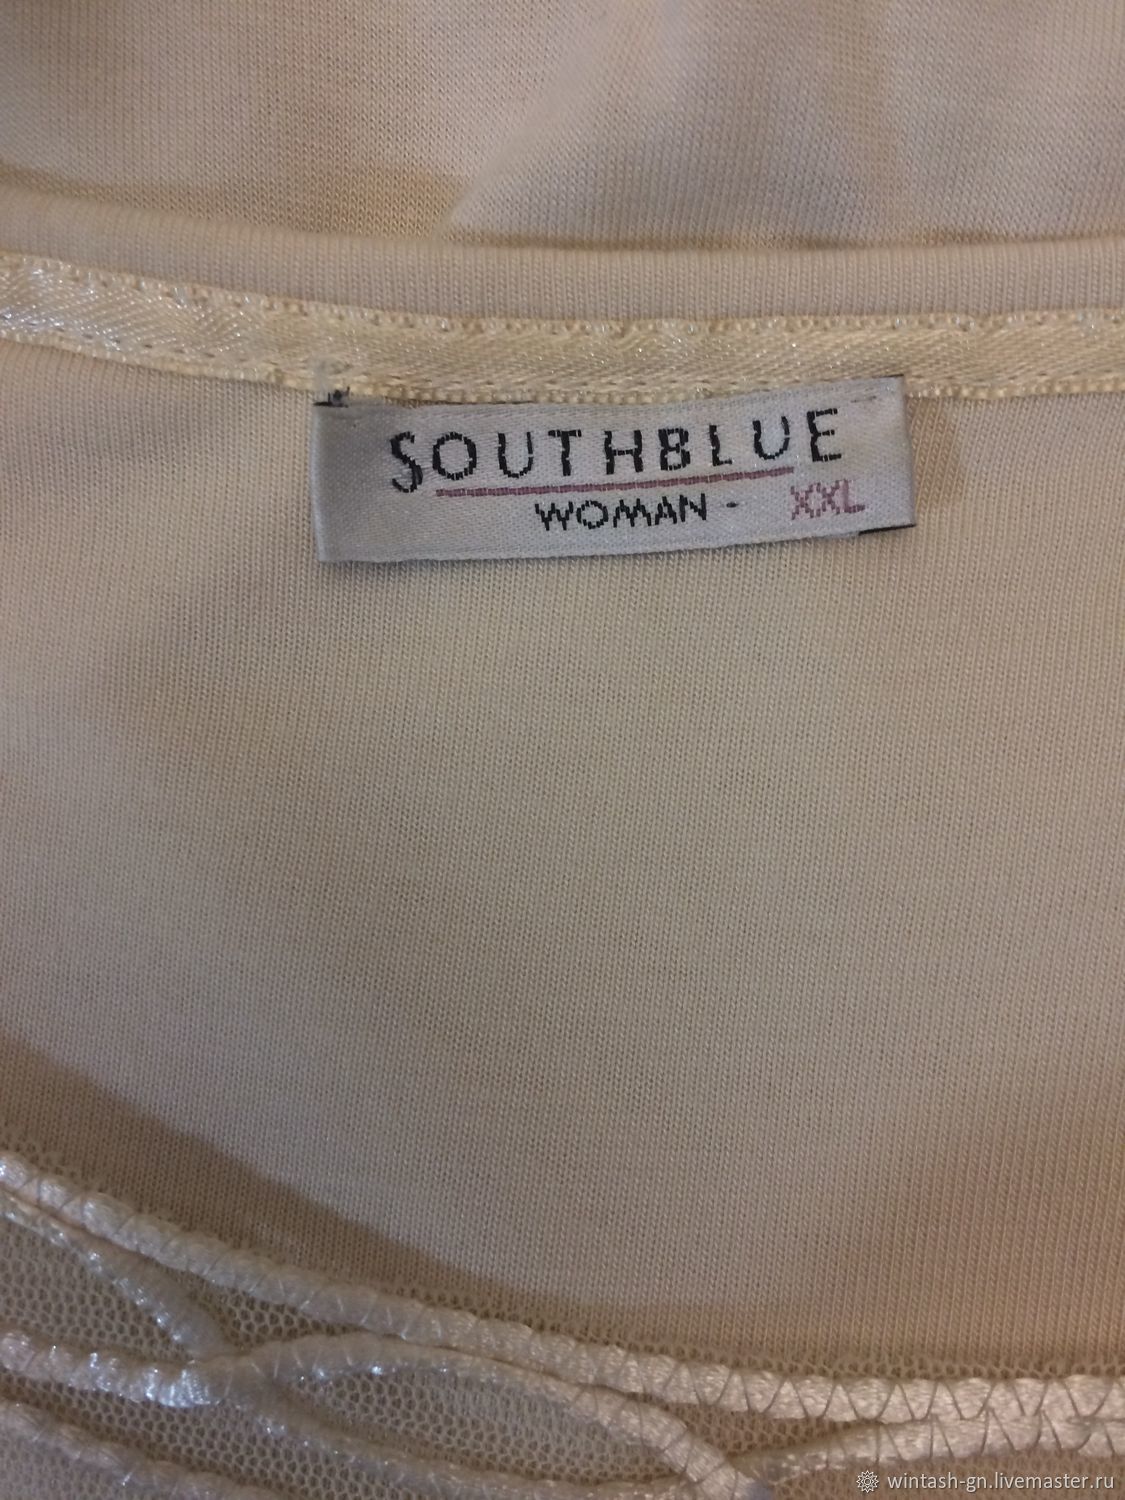 SOUTHBLUE
WOMAN - XXL
wintash-gn.livemaster.ru